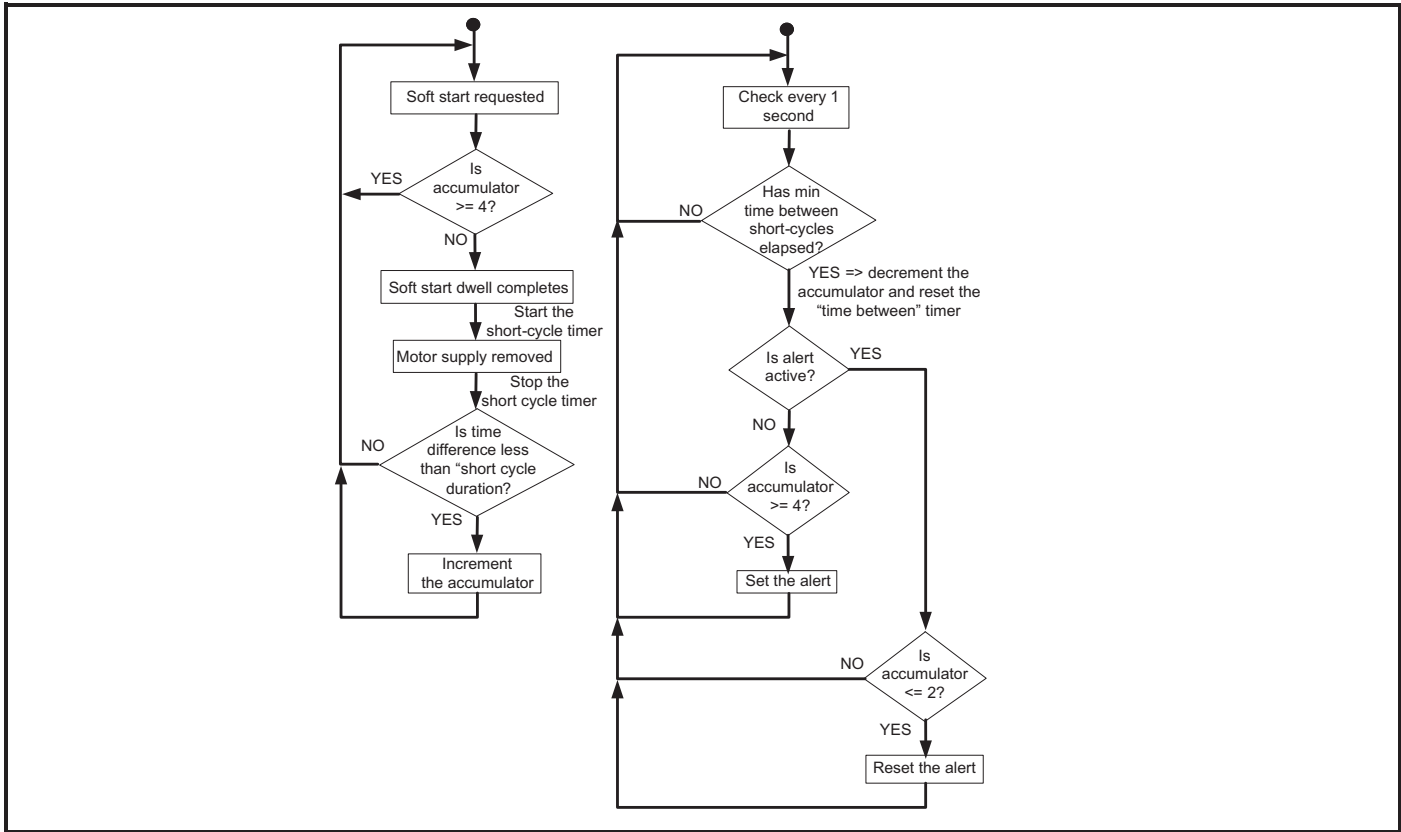 Soft start requested
Is
accumulator
>= 4?
YES
NO
Soft start dwell completes
Start the
short-cycle timer
Motor supply removed
Stop the
short cycle timer
Is time
difference less
than “short cycle
duration?
NO
YES
Increment
the accumulator
Check every 1
second
Has min
time between
short-cycles
elapsed?
NO
YES => decrement the
accumulator and reset the
“time between” timer
Is alert
active?
YES
NO
Is
accumulator
>= 4?
NO
YES
Set the alert
Is
accumulator
<= 2?
NO
YES
Reset the alert